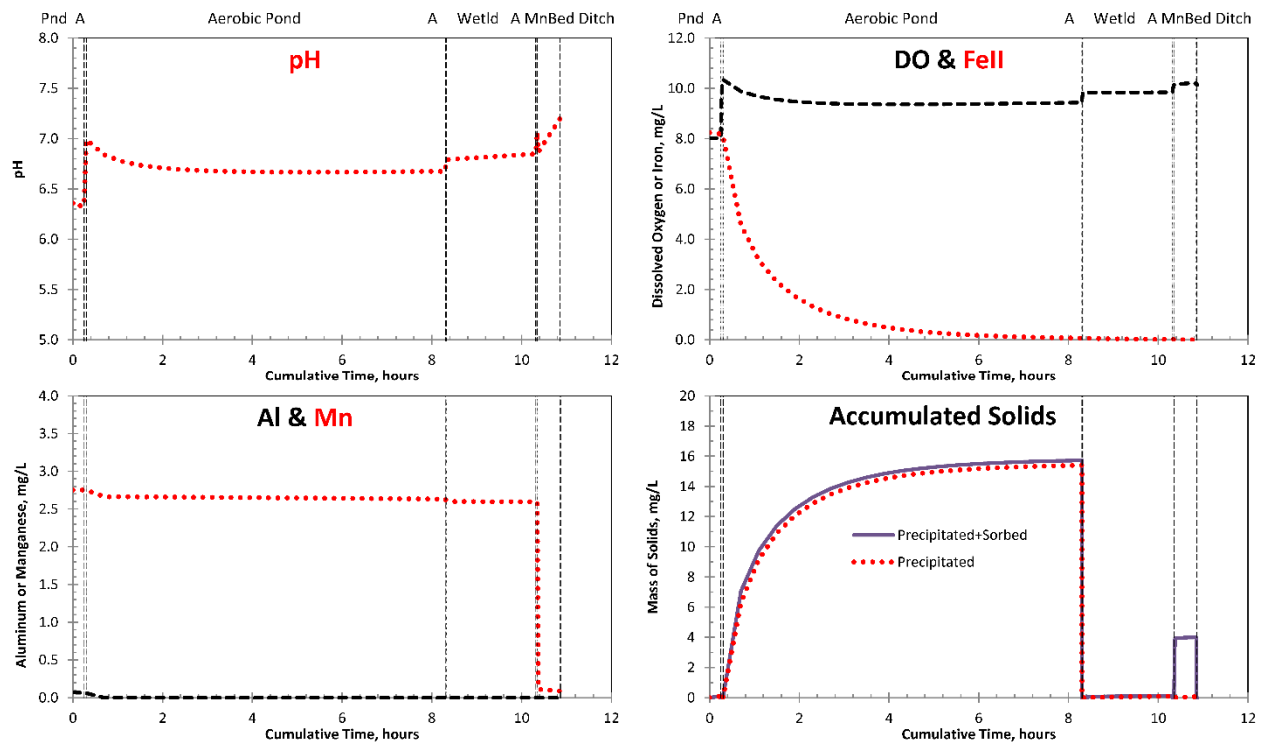 Pnd A Aerobic Pond A Wetld A MnBed Ditch
8.0
7.5
7.0
6.5
6.0
5.5
5.0
pH
pH
0 2 4 6 8 10 12
Cumulative Time, hours
Pnd A Aerobic Pond A Wetld A MnBed Ditch
12.0
10.0
8.0
6.0
4.0
2.0
0.0
Dissolved Oxygen or Iron, mg/L
DO & FeII
0 2 4 6 8 10 12
Cumulative Time, hours
4.0
3.5
3.0
2.5
2.0
1.5
1.0
0.5
0.0
Aluminum or Manganese, mg/L
Al & Mn
0 2 4 6 8 10 12
Cumulative Time, hours
20
18
16
14
12
10
8
6
4
2
0
Mass of Solids, mg/L
Accumulated Solids
Precipitated+Sorbed
Precipitated
0 2 4 6 8 10 12
Cumulative Time, hours